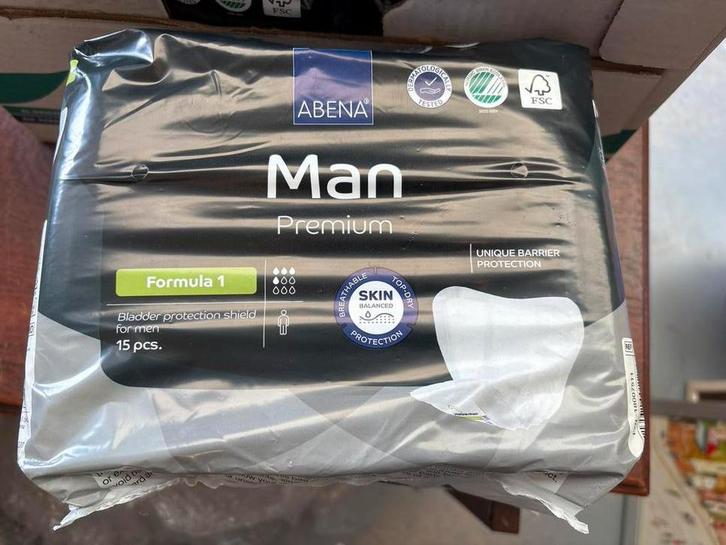 FSC
ABENA®
DERMATOLOGICALLY TESTED
FSC
Man
Premium
UNIQUE BARRIER
PROTECTION
Formula 1
Bladder protection shield
for men
15 pcs.
BREATHABLE
TOP-DRY
SKIN
BALANCED
PROTECTION